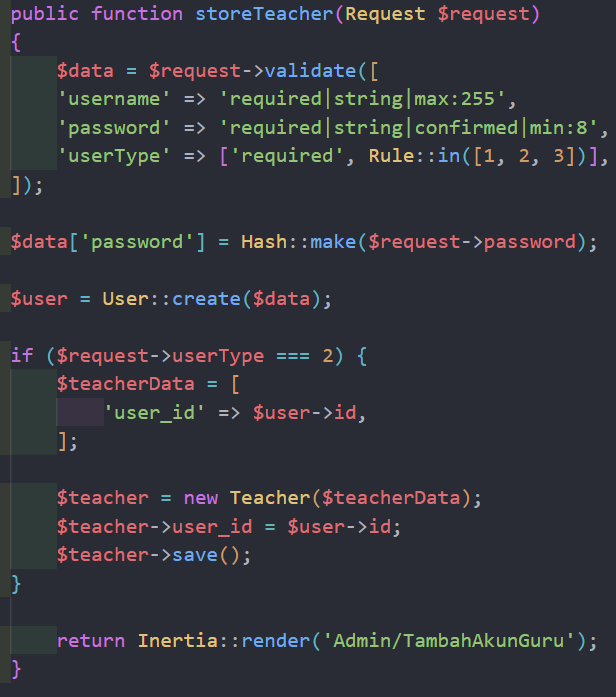 public function storeTeacher(Request $request)
{
    $data = $request->validate([
    'username' => 'required|string|max:255',
    'password' => 'required|string|confirmed|min:8',
    'userType' => ['required', Rule::in([1, 2, 3])],
]);
$data['password'] = Hash::make($request->password);
$user = User::create($data);
if ($request->userType === 2) {
    $teacherData = [
        'user_id' => $user->id,
    ];
    $teacher = new Teacher($teacherData);
    $teacher->user_id = $user->id;
    $teacher->save();
}
    return Inertia::render('Admin/TambahAkunGuru');
}